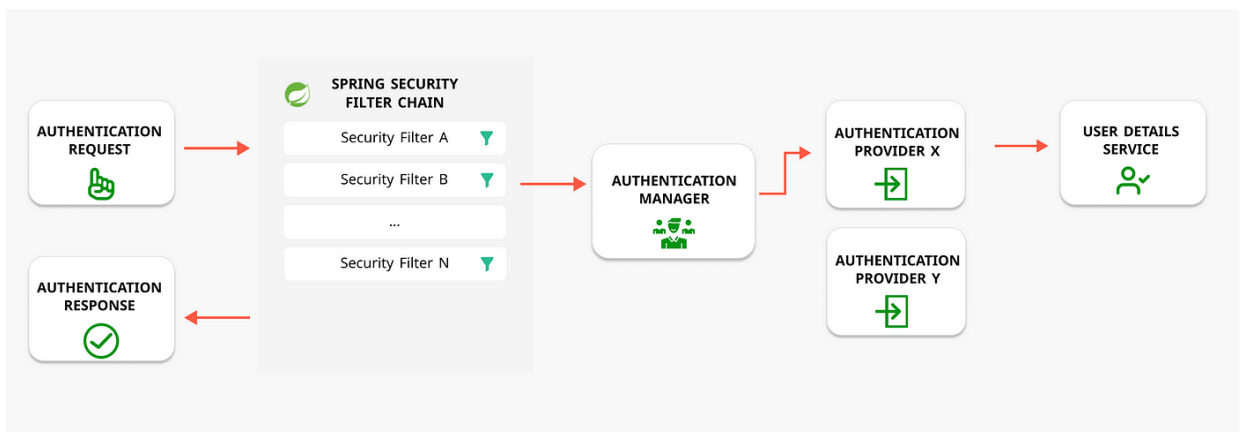 AUTHENTICATION
REQUEST
SPRING SECURITY
FILTER CHAIN
Security Filter A
Security Filter B
...
Security Filter N
AUTHENTICATION
MANAGER
AUTHENTICATION
PROVIDER X
USER DETAILS
SERVICE
AUTHENTICATION
PROVIDER Y
AUTHENTICATION
RESPONSE